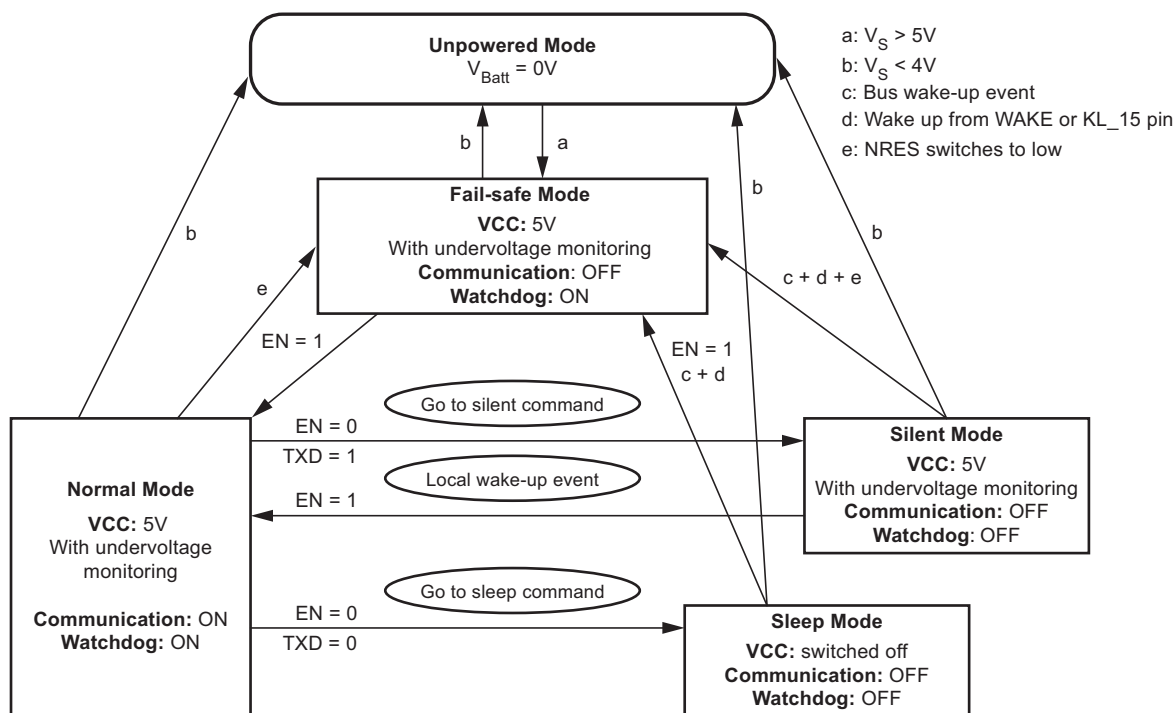 Unpowered Mode
V_Batt = 0V
a: V_S > 5V
b: V_S < 4V
c: Bus wake-up event
d: Wake up from WAKE or KL_15 pin
e: NRES switches to low
b
a
b
b
b
Fail-safe Mode
VCC: 5V
With undervoltage monitoring
Communication: OFF
Watchdog: ON
e
c + d + e
EN = 1
EN = 1
c + d
Go to silent command
EN = 0
TXD = 1
Local wake-up event
EN = 1
Go to sleep command
EN = 0
TXD = 0
Normal Mode
VCC: 5V
With undervoltage
monitoring
Communication: ON
Watchdog: ON
Silent Mode
VCC: 5V
With undervoltage monitoring
Communication: OFF
Watchdog: OFF
Sleep Mode
VCC: switched off
Communication: OFF
Watchdog: OFF